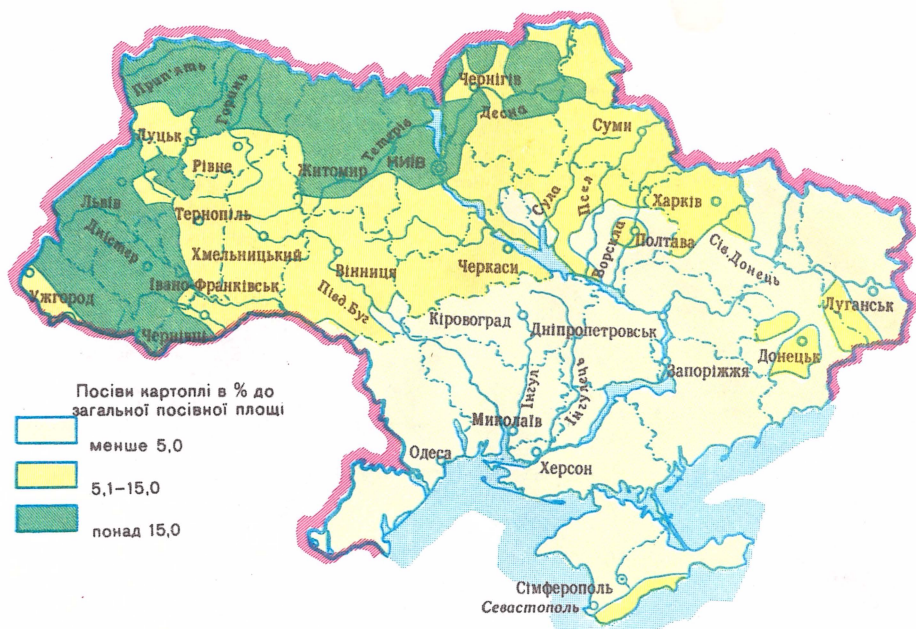 Прип'ять
Горинь
Чернігів
Десна
Луцьк
Тетерів
Суми
Рівне
Житомир
КИЇВ
Львів
Сула
Псел
Харків
Тернопіль
Дністер
Хмельницький
Ворскла
Полтава
Сів. Донець
Вінниця
Черкаси
Івано-Франківськ
Ужгород
Півд.Буг
Луганськ
Чернівці
Кіровоград
Дніпропетровськ
Донецьк
Запоріжжя
Інгул
Інгулець
Миколаїв
Одеса
Херсон
Сімферополь
Севастополь
Посіви картоплі в % до
загальної посівної площі
менше 5,0
5,1–15,0
понад 15,0